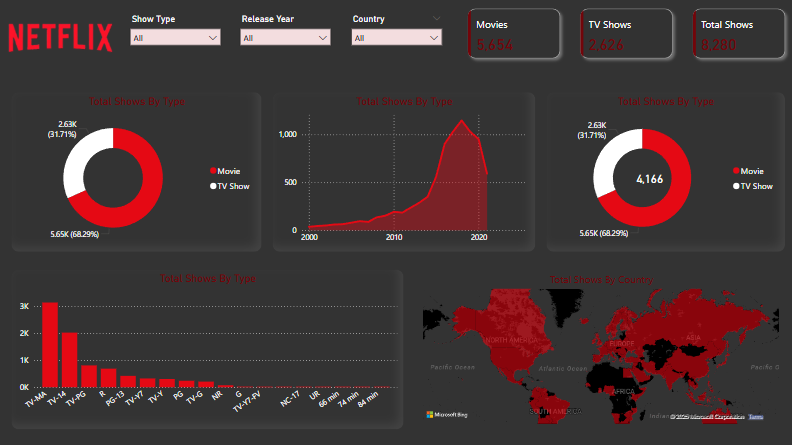 NETFLIX
Show Type
All
Release Year
All
Country
All
Movies
5,654
TV Shows
2,626
Total Shows
8,280
Total Shows By Type
2.63K
(31.71%)
5.65K (68.29%)
Movie
TV Show
Total Shows By Type
1,000
500
0
2000
2010
2020
Total Shows By Type
2.63K
(31.71%)
4,166
5.65K (68.29%)
Movie
TV Show
Total Shows By Type
3K
2K
1K
0K
TV-MA
TV-14
TV-PG
R
PG-13
TV-Y7
TV-Y
PG
TV-G
NR
G
TV-Y7-FV
NC-17
UR
66 min
74 min
84 min
Total Shows By Country
NORTH AMERICA
EUROPE
ASIA
Pacific Ocean
Atlantic Ocean
Pacific O
AFRICA
SOUTH AMERICA
Microsoft Bing
© 2025 Microsoft Corporation Terms